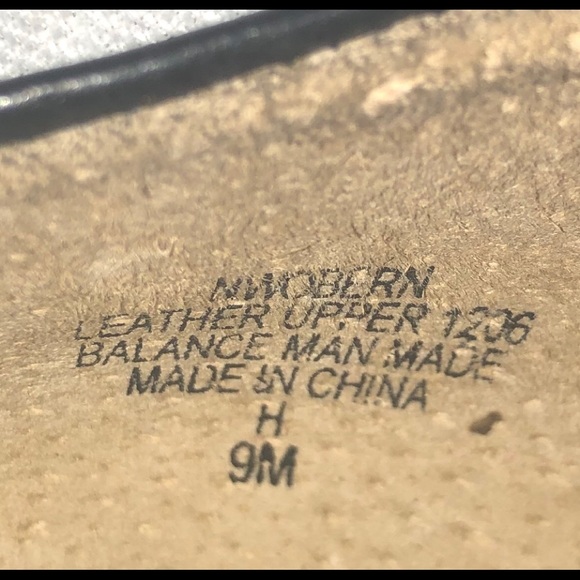 NWOBERN
LEATHER UPPER 1206
BALANCE MAN MADE
MADE IN CHINA
H
9M